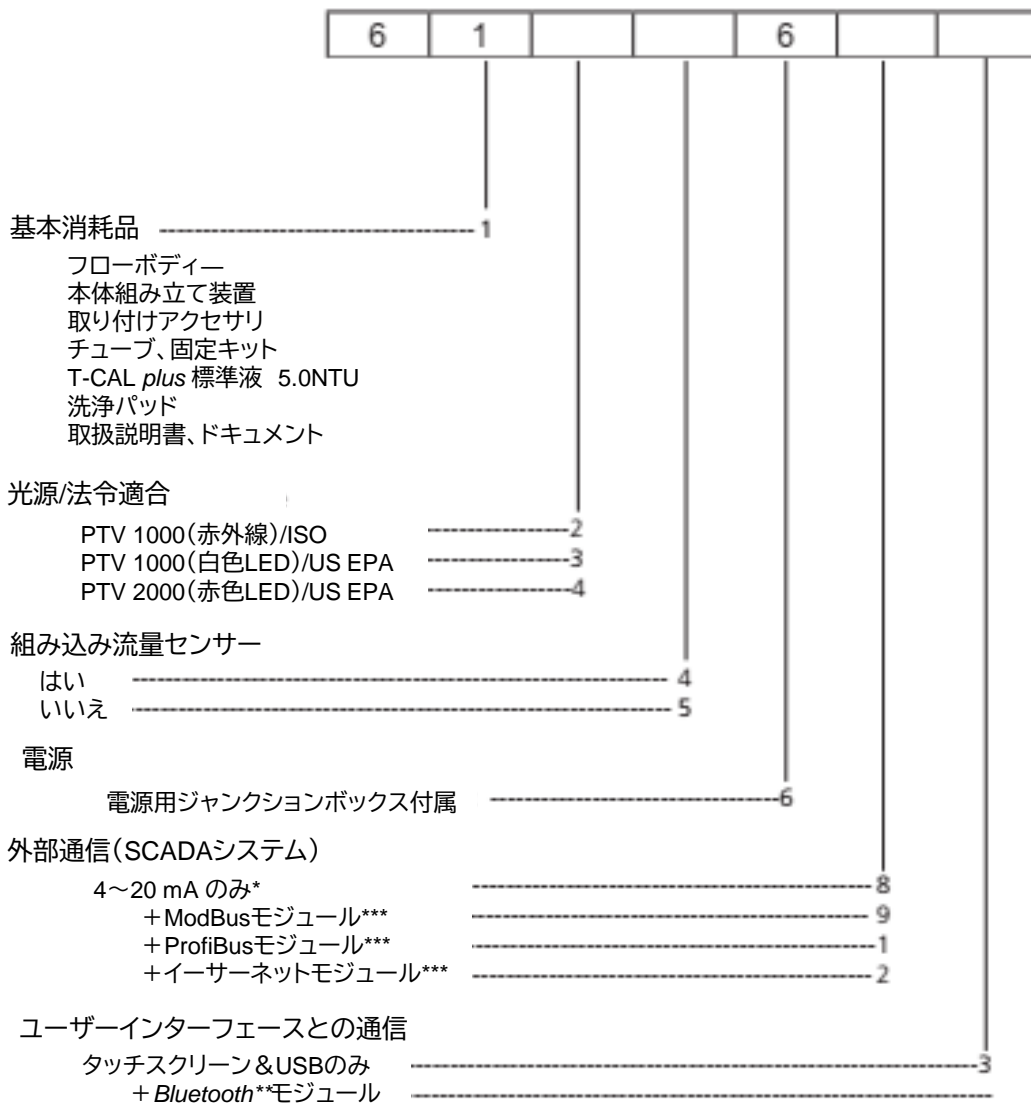 6 1 6
基本消耗品 1
フローボディ―
本体組み立て装置
取り付けアクセサリ
チューブ、固定キット
T-CAL plus 標準液 5.0NTU
洗浄パッド
取扱説明書、ドキュメント
光源/法令適合
PTV 1000（赤外線）/ISO 2
PTV 1000（白色LED）/US EPA 3
PTV 2000（赤色LED）/US EPA 4
組み込み流量センサー
はい 4
いいえ 5
電源
電源用ジャンクションボックス付属 6
外部通信（SCADAシステム）
4～20 mA のみ* 8
＋ModBusモジュール*** 9
＋ProfiBusモジュール*** 1
＋イーサーネットモジュール*** 2
ユーザーインターフェースとの通信
タッチスクリーン＆USBのみ 3
＋Bluetooth**モジュール